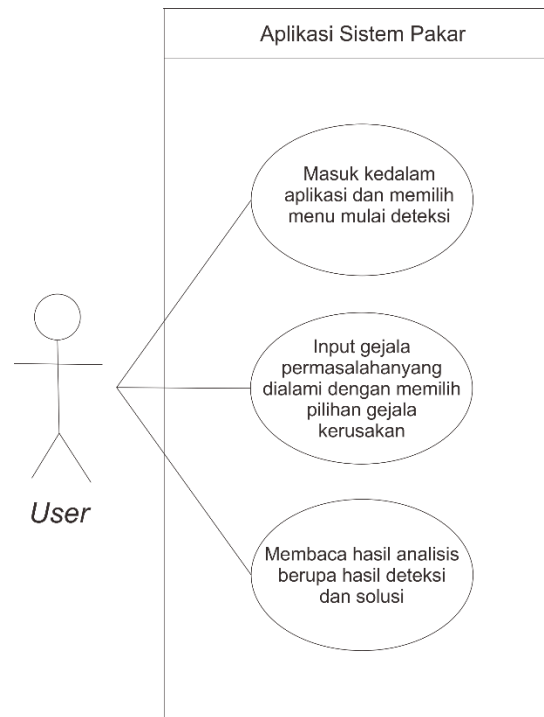 Aplikasi Sistem Pakar
Masuk kedalam
aplikasi dan memilih
menu mulai deteksi
Input gejala
permasalahanyang
dialami dengan memilih
pilihan gejala
kerusakan
User
Membaca hasil analisis
berupa hasil deteksi
dan solusi